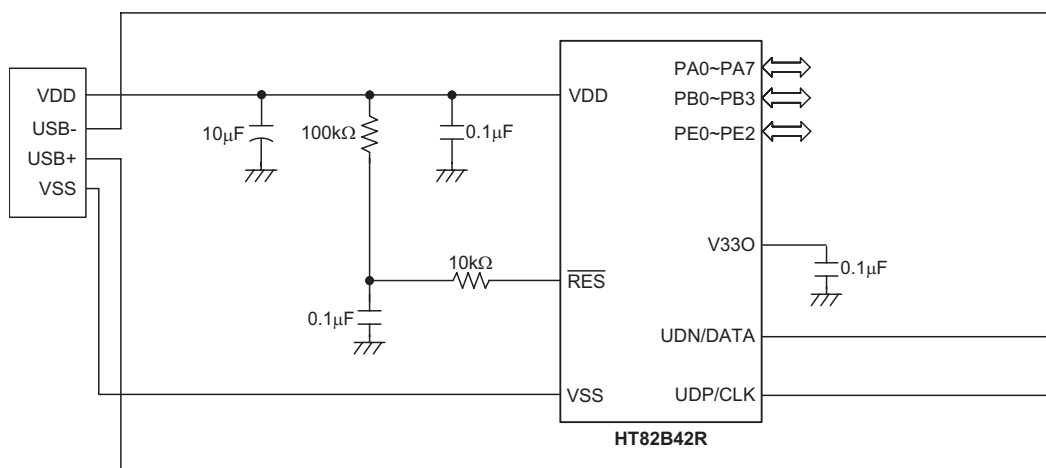 VDD
USB-
USB+
VSS
10μF
100kΩ
0.1μF
10kΩ
0.1μF
VDD
RES
VSS
PA0~PA7
PB0~PB3
PE0~PE2
V33O
0.1μF
UDN/DATA
UDP/CLK
HT82B42R